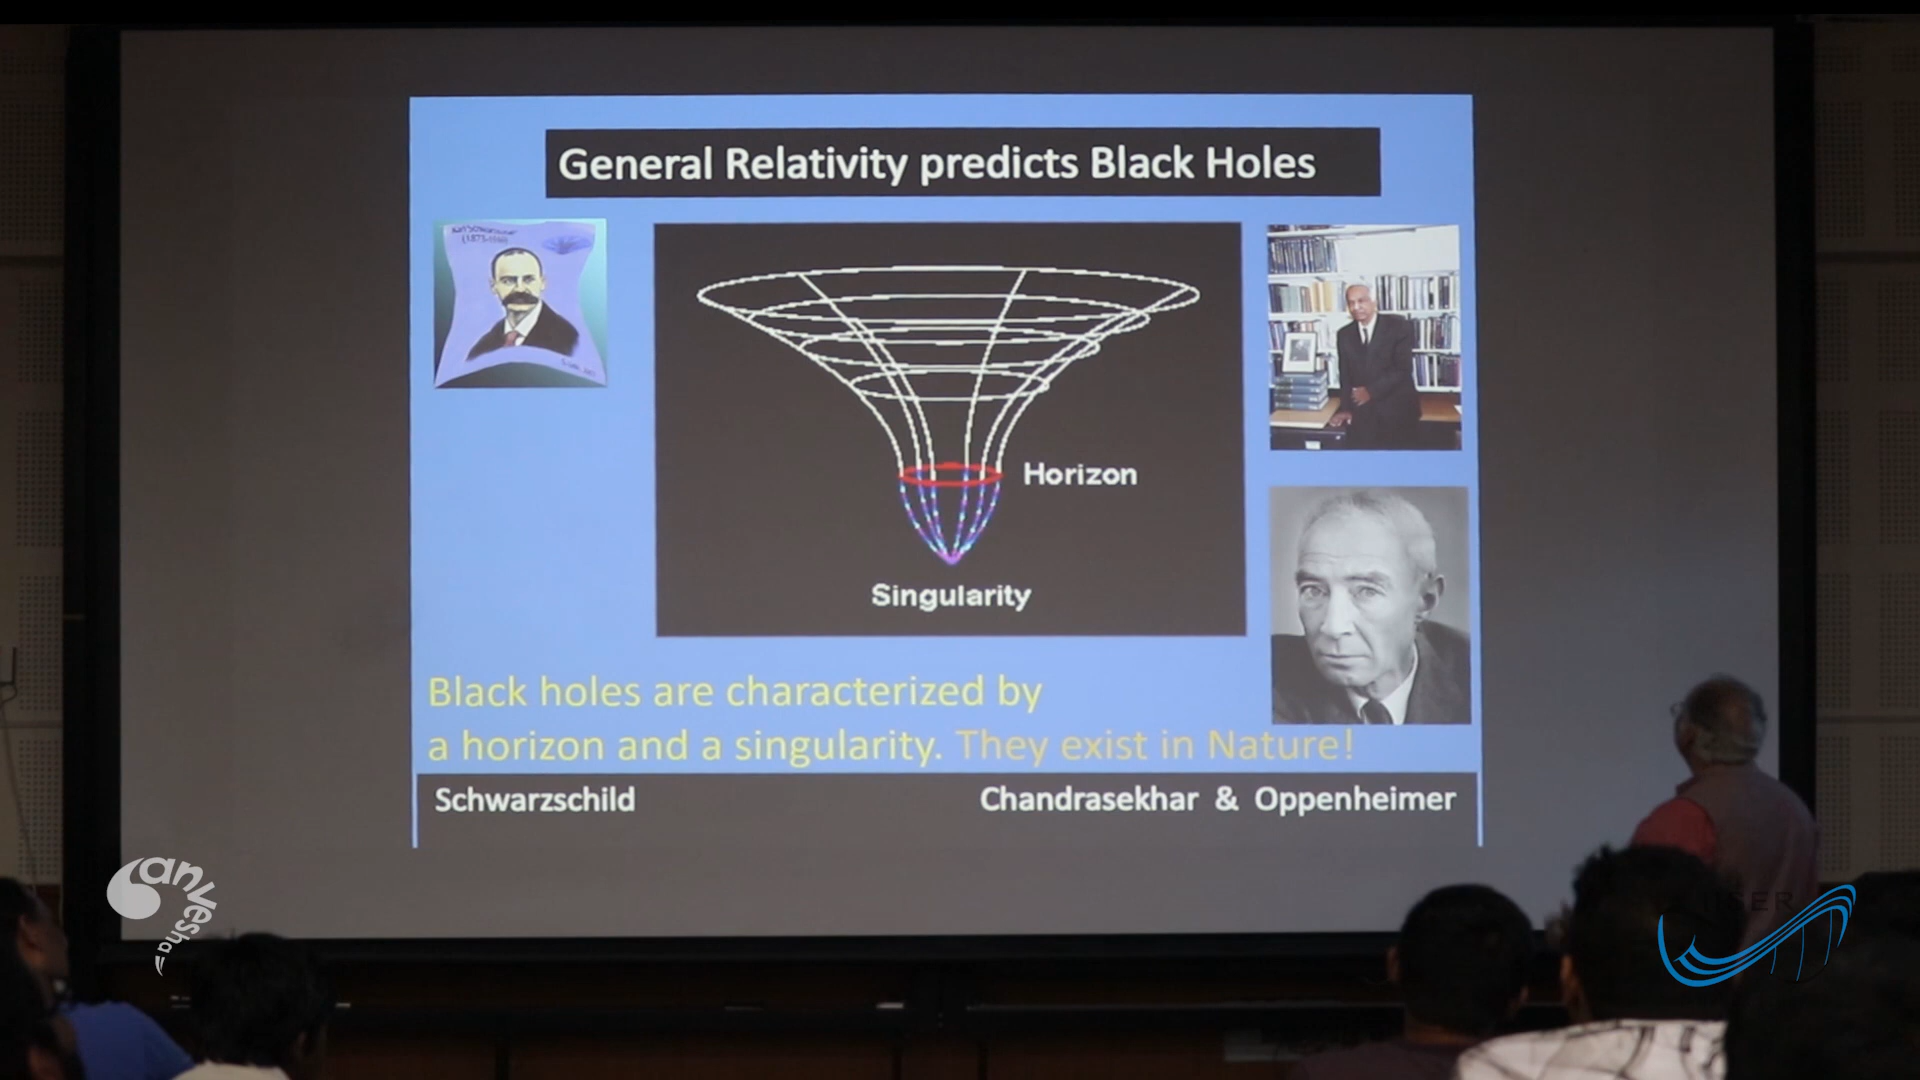 General Relativity predicts Black Holes
Horizon
Singularity
Black holes are characterized by
a horizon and a singularity. They exist in Nature!
Schwarzschild
Chandrasekhar & Oppenheimer
anvesha
IISER